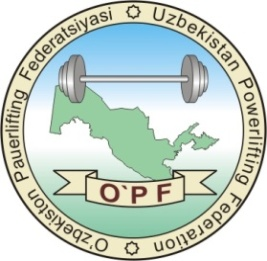 O'zbekiston Pauerlifting Federatsiyasi
Uzbekistan Powerlifting Federation
O`PF